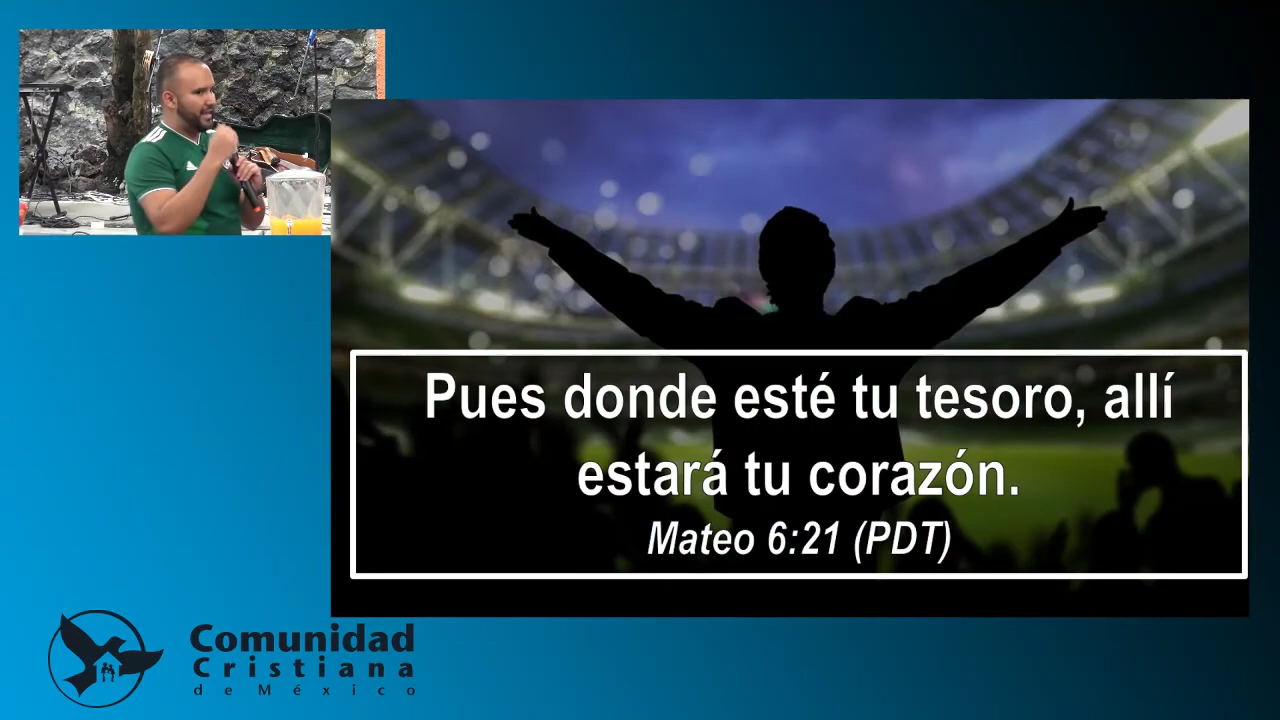 Pues donde esté tu tesoro, allí
estará tu corazón.
Mateo 6:21 (PDT)
Comunidad
Cristiana
de México